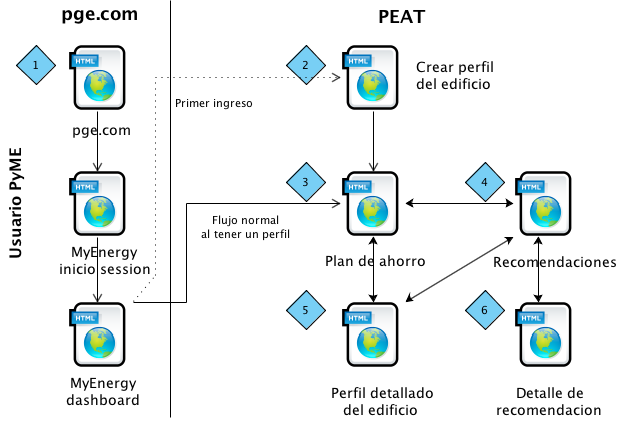 pge.com
PEAT
Usuario PyME
1
HTML
pge.com
HTML
MyEnergy
inicio session
HTML
MyEnergy
dashboard
Primer ingreso
Flujo normal
al tener un perfil
2
HTML
Crear perfil
del edificio
3
HTML
Plan de ahorro
4
HTML
Recomendaciones
5
HTML
Perfil detallado
del edificio
6
HTML
Detalle de
recomendacion